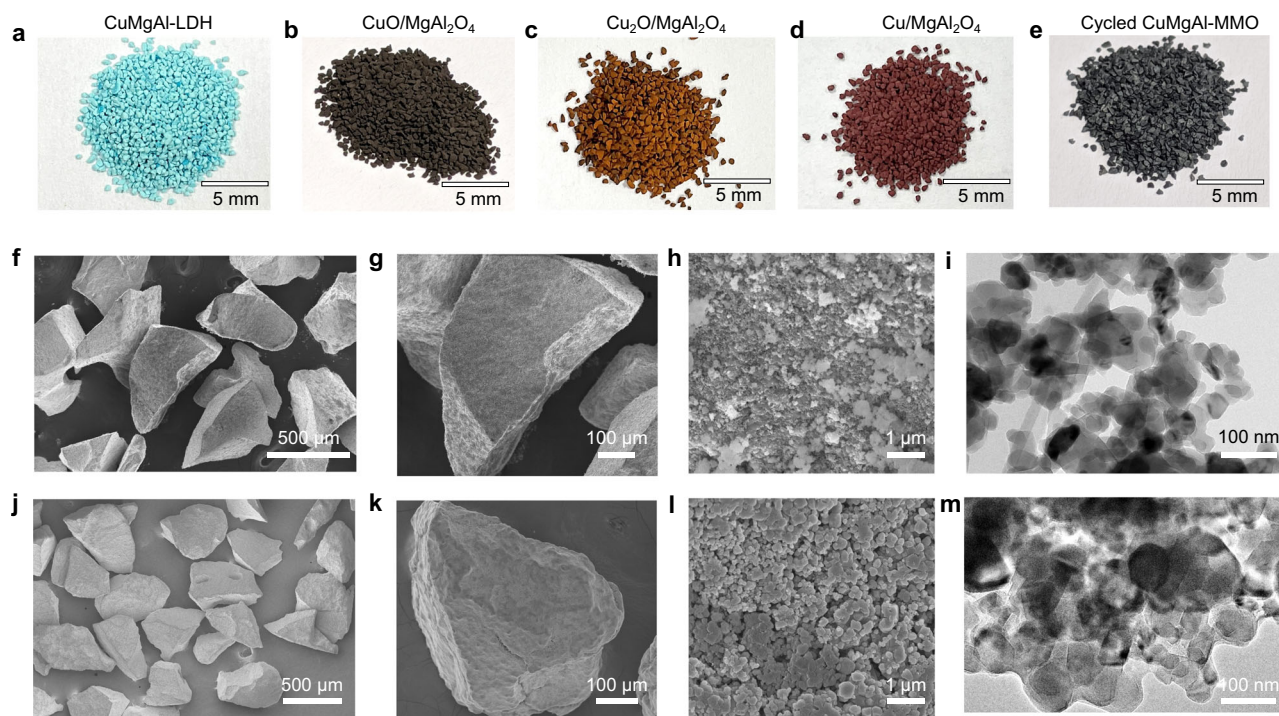 a CuMgAl-LDH
b CuO/MgAl₂O₄
c Cu₂O/MgAl₂O₄
d Cu/MgAl₂O₄
e Cycled CuMgAl-MMO
5 mm
5 mm
5 mm
5 mm
5 mm
f
g
h
i
500 µm
100 µm
1 µm
100 nm
j
k
l
m
500 µm
100 µm
1 µm
100 nm